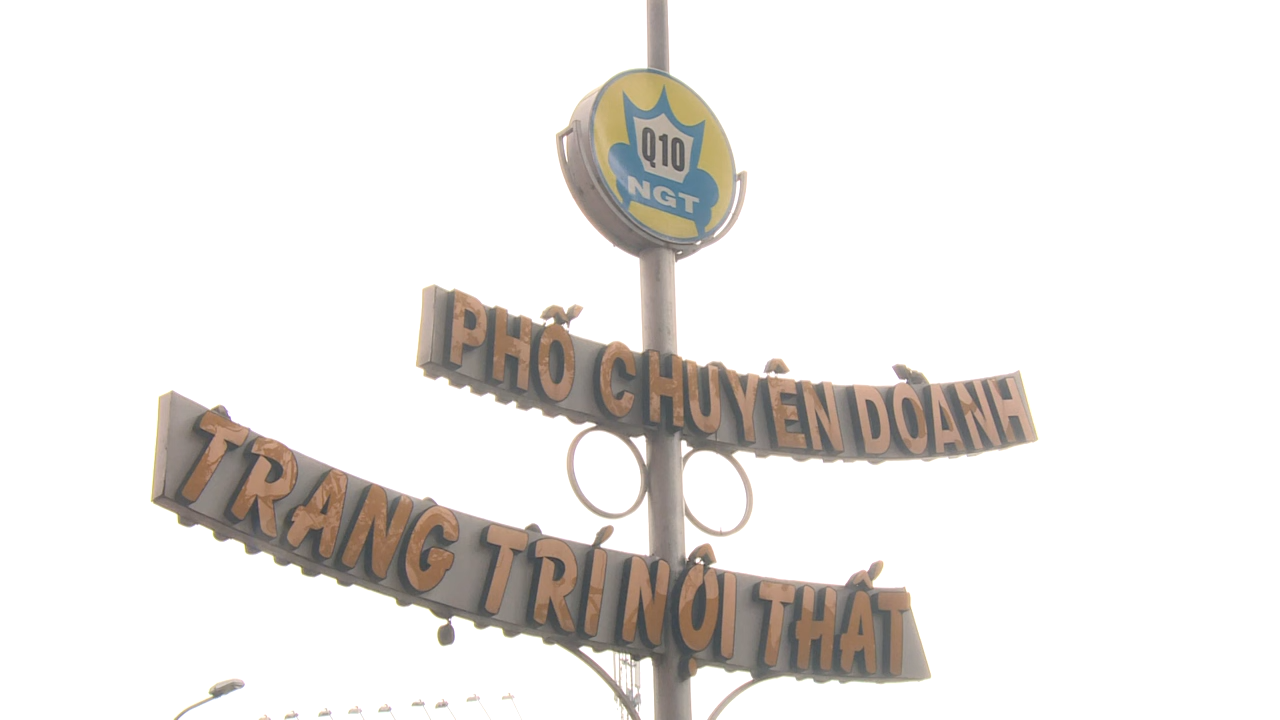 Q10
NGT
PHỐ CHUYÊN DOANH
TRANG TRÍ NỘI THẤT